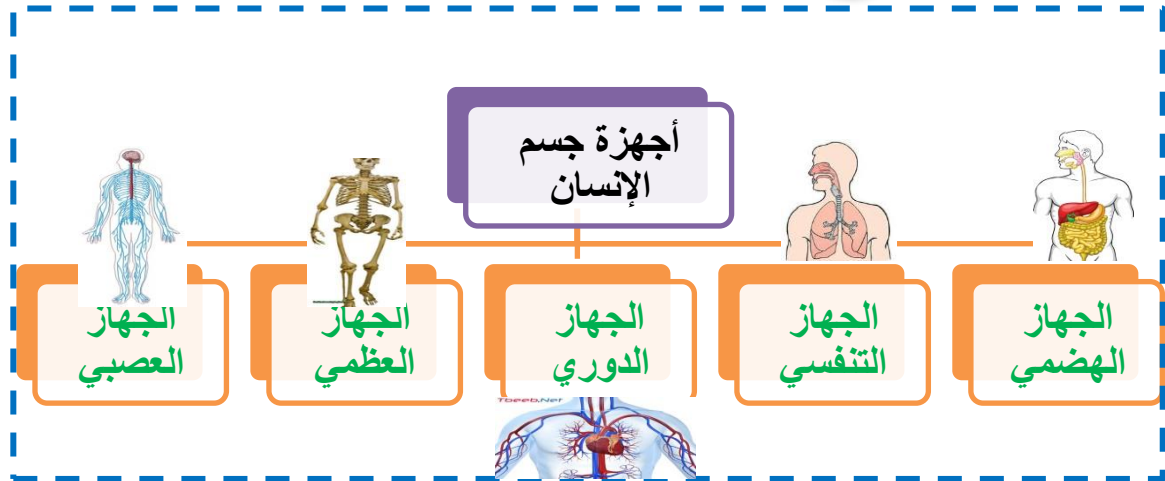 أجهزة جسم
الإنسان
الجهاز
الهضمي
الجهاز
التنفسي
الجهاز
الدوري
الجهاز
العظمي
الجهاز
العصبي
Tbeeb.Net